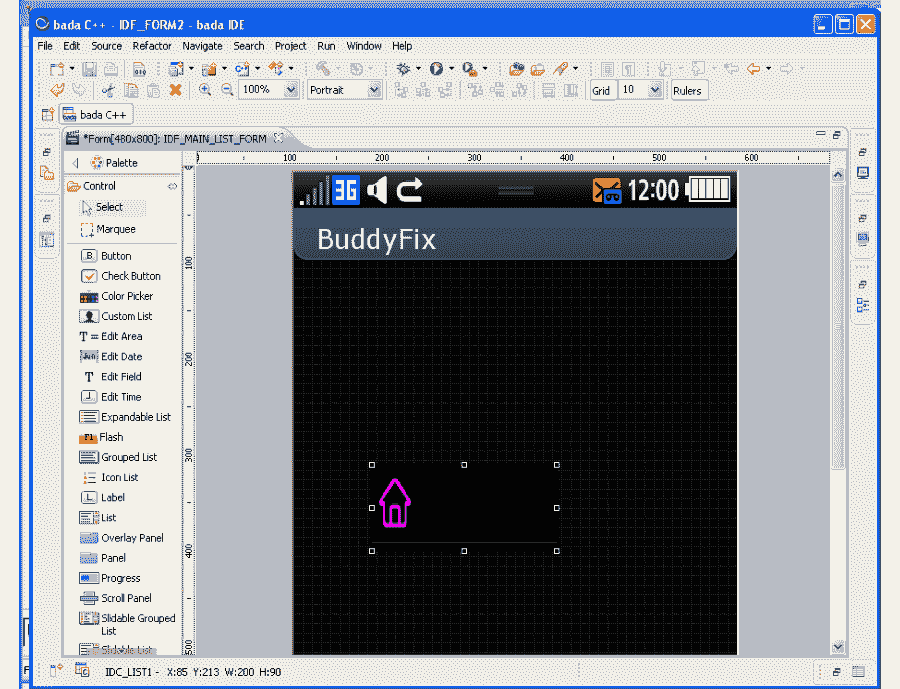 bada C++ - IDF_FORM2 - bada IDE
File Edit Source Refactor Navigate Search Project Run Window Help
100% Portrait Grid 10 Rulers
bada C++
*Form[480x800]: IDF_MAIN_LIST_FORM
Palette
0 100 200 300 400 500 600
Control
Select
Marquee
Button
Check Button
Color Picker
Custom List
Edit Area
Edit Date
Edit Field
Edit Time
Expandable List
Flash
Grouped List
Icon List
Label
List
Overlay Panel
Panel
Progress
Scroll Panel
Slidable Grouped
List
Slidable List
0
100
200
300
400
500
3G 12:00
BuddyFix
IDC_LIST1 - X:85 Y:213 W:200 H:90